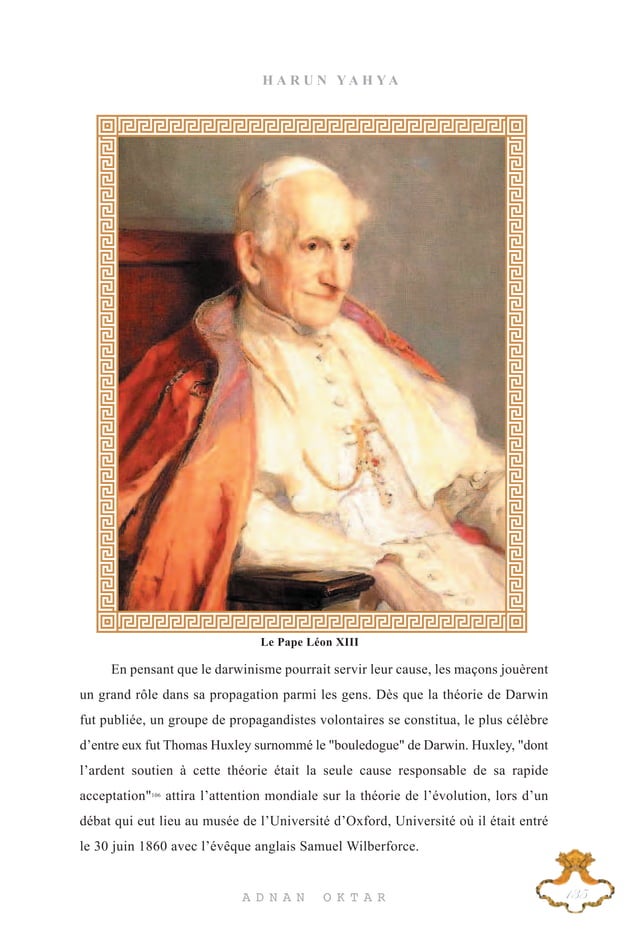 HARUN YAHYA
Le Pape Léon XIII
En pensant que le darwinisme pourrait servir leur cause, les maçons jouèrent
un grand rôle dans sa propagation parmi les gens. Dès que la théorie de Darwin
fut publiée, un groupe de propagandistes volontaires se constitua, le plus célèbre
d’entre eux fut Thomas Huxley surnommé le "bouledogue" de Darwin. Huxley, "dont
l’ardent soutien à cette théorie était la seule cause responsable de sa rapide
acceptation"106 attira l’attention mondiale sur la théorie de l’évolution, lors d’un
débat qui eut lieu au musée de l’Université d’Oxford, Université où il était entré
le 30 juin 1860 avec l’évêque anglais Samuel Wilberforce.
ADNAN OKTAR
135